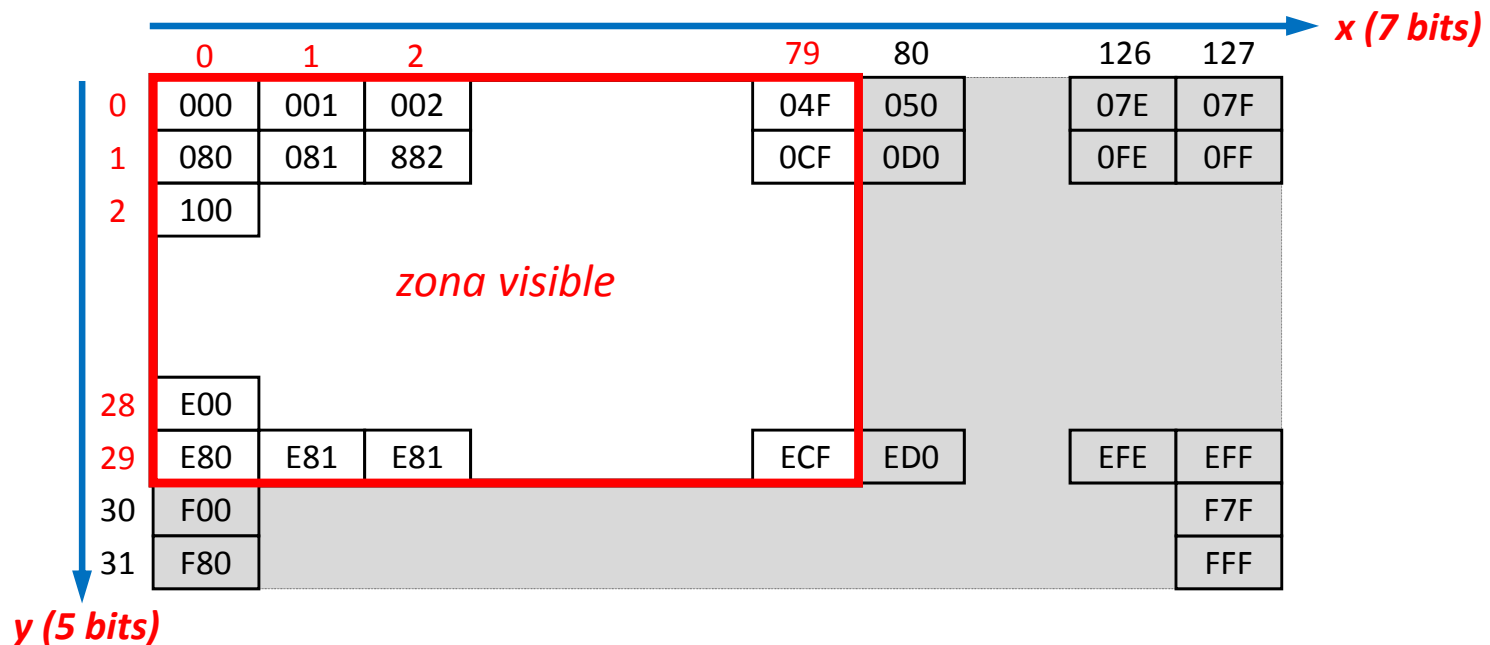 x (7 bits)
0 1 2 79 80 126 127
0 000 001 002 04F 050 07E 07F
1 080 081 882 0CF 0D0 0FE 0FF
2 100
zona visible
28 E00
29 E80 E81 E81 ECF ED0 EFE EFF
30 F00 F7F
31 F80 FFF
y (5 bits)